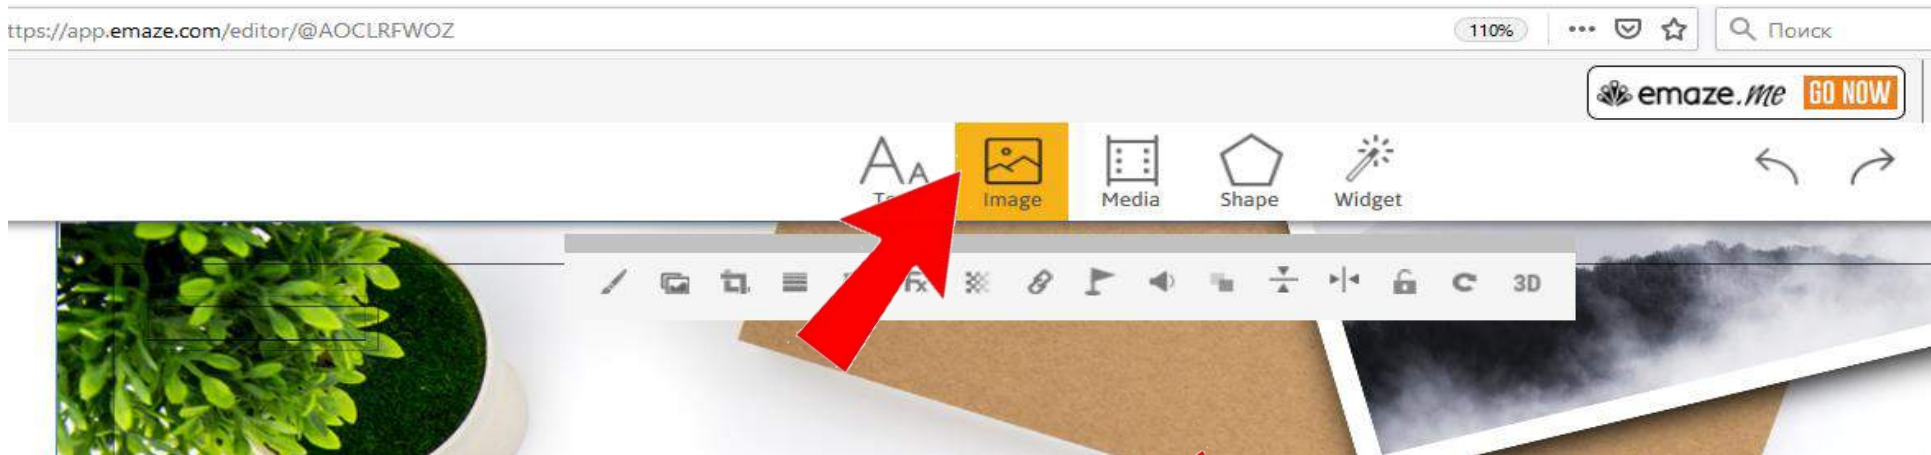 ttps://app.emaze.com/editor/@AOCLRFWOZ
110%
Поиск
emaze.me GO NOW
Image
Media
Shape
Widget
3D